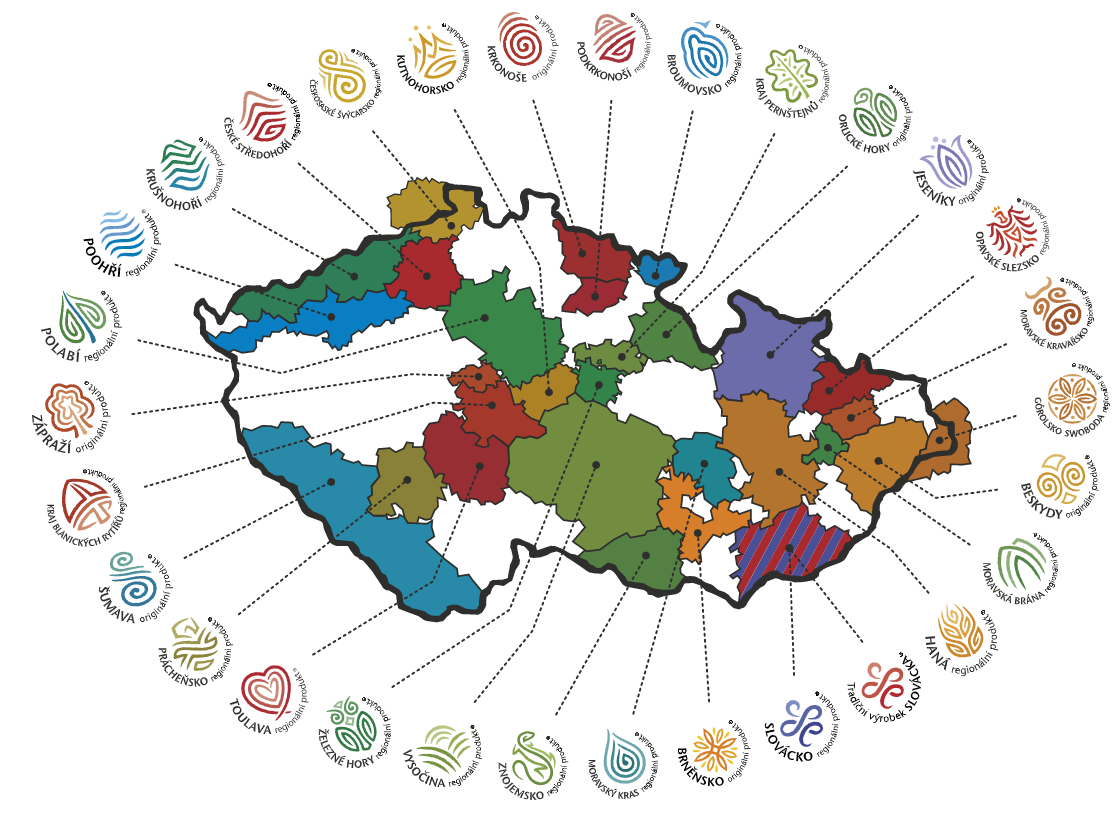 KUTNOHORSKO regionální produkt®
KRKONOŠE originální produkt®
PODKRKONOŠÍ regionální produkt®
BROUMOVSKO regionální produkt®
KRAJ PERNŠTEJNŮ regionální produkt®
ORLICKÉ HORY originální produkt®
JESENÍKY originální produkt®
OPAVSKÉ SLEZSKO regionální produkt®
MORAVSKÉ KRAVAŘSKO regionální produkt®
GÓROLSKO SWOBODA regionální produkt®
BESKYDY originální produkt®
MORAVSKÁ BRÁNA regionální produkt®
HANÁ regionální produkt®
Tradiční výrobek SLOVÁCKA®
SLOVÁCKO regionální produkt®
BRNĚNSKO originální produkt®
MORAVSKÝ KRAS regionální produkt®
ZNOJEMSKO regionální produkt®
VYSOČINA regionální produkt®
ŽELEZNÉ HORY regionální produkt®
TOULAVA regionální produkt®
PRÁCHEŇSKO regionální produkt®
ŠUMAVA originální produkt®
KRAJ BLANICKÝCH RYTÍŘŮ regionální produkt®
ZÁPRAŽÍ originální produkt®
POLABÍ regionální produkt®
POOHŘÍ regionální produkt®
KRUŠNOHOŘÍ regionální produkt®
ČESKÉ STŘEDOHOŘÍ regionální produkt®
ČESKOSASKÉ ŠVÝCARSKO regionální produkt®